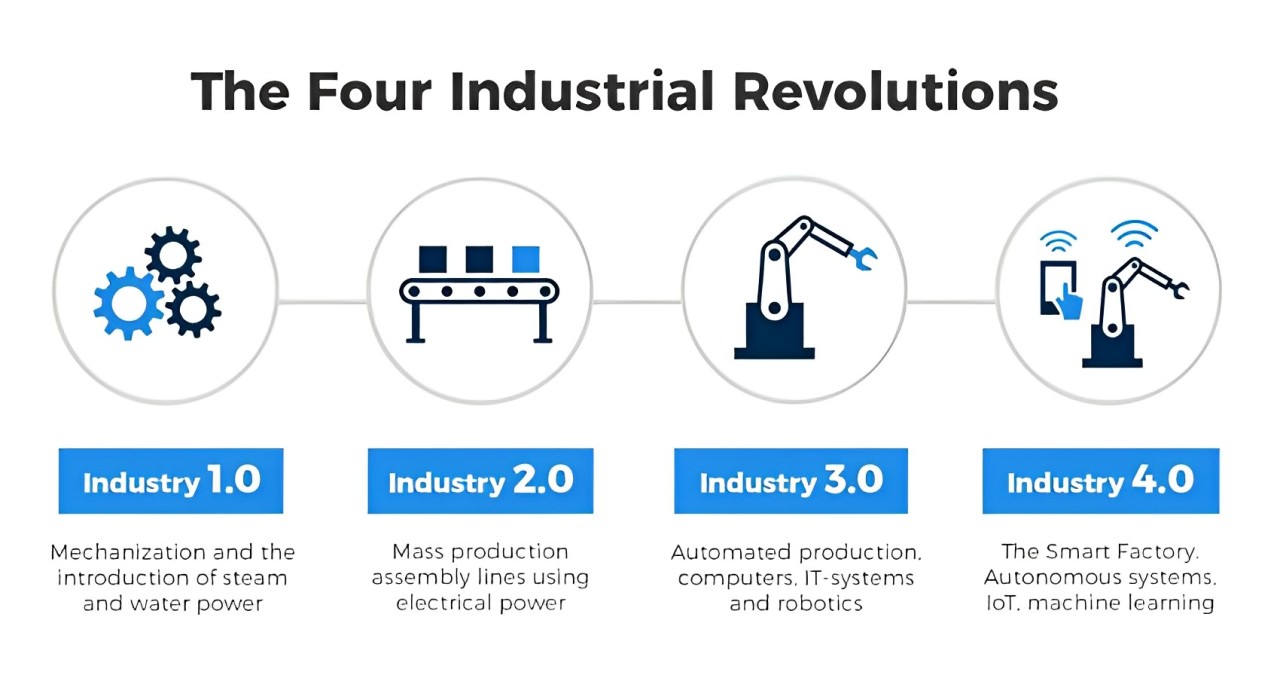 The Four Industrial Revolutions
Industry 1.0
Mechanization and the
introduction of steam
and water power
Industry 2.0
Mass production
assembly lines using
electrical power
Industry 3.0
Automated production,
computers, IT-systems
and robotics
Industry 4.0
The Smart Factory.
Autonomous systems,
IoT, machine learning